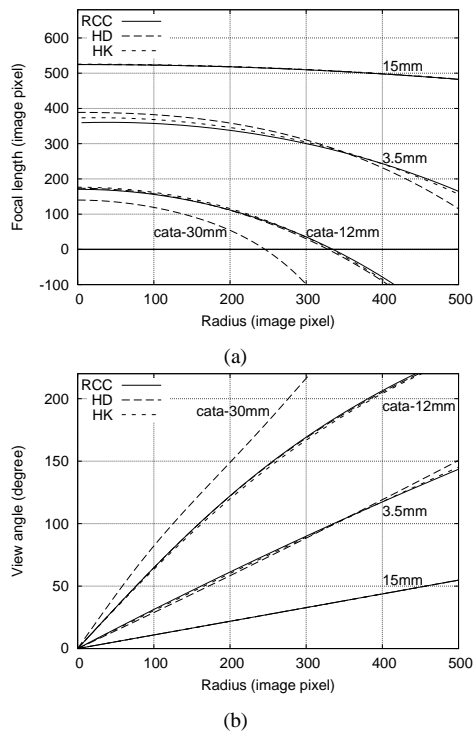 RCC
HD
HK
600
500
400
300
200
100
0
-100
Focal length (image pixel)
15mm
3.5mm
cata-30mm
cata-12mm
0 100 200 300 400 500
Radius (image pixel)
(a)
RCC
HD
HK
200
150
100
50
0
View angle (degree)
cata-30mm
cata-12mm
3.5mm
15mm
0 100 200 300 400 500
Radius (image pixel)
(b)